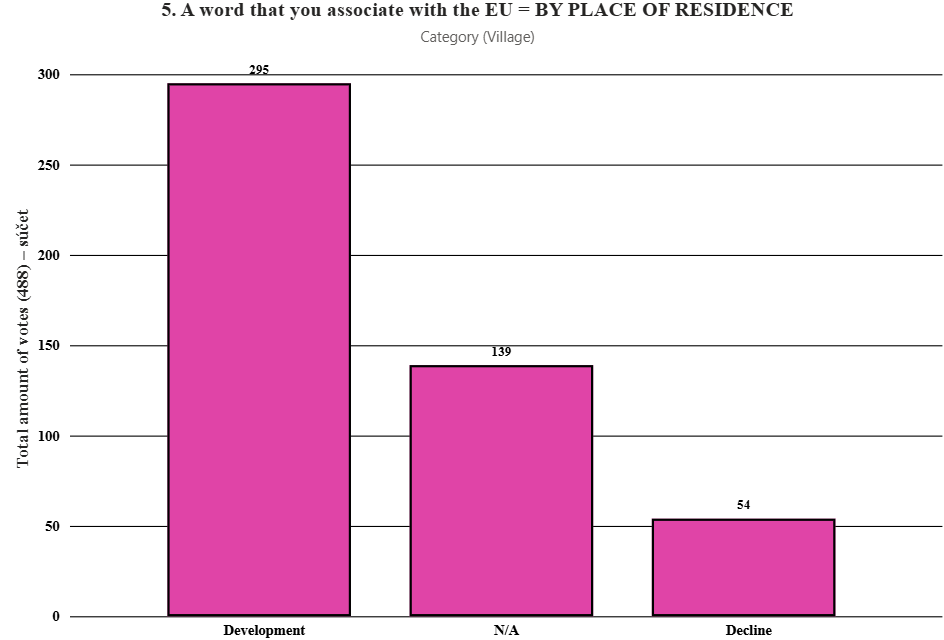 5. A word that you associate with the EU = BY PLACE OF RESIDENCE
Category (Village)
Total amount of votes (488) – súčet
300
250
200
150
100
50
0
295
139
54
Development
N/A
Decline